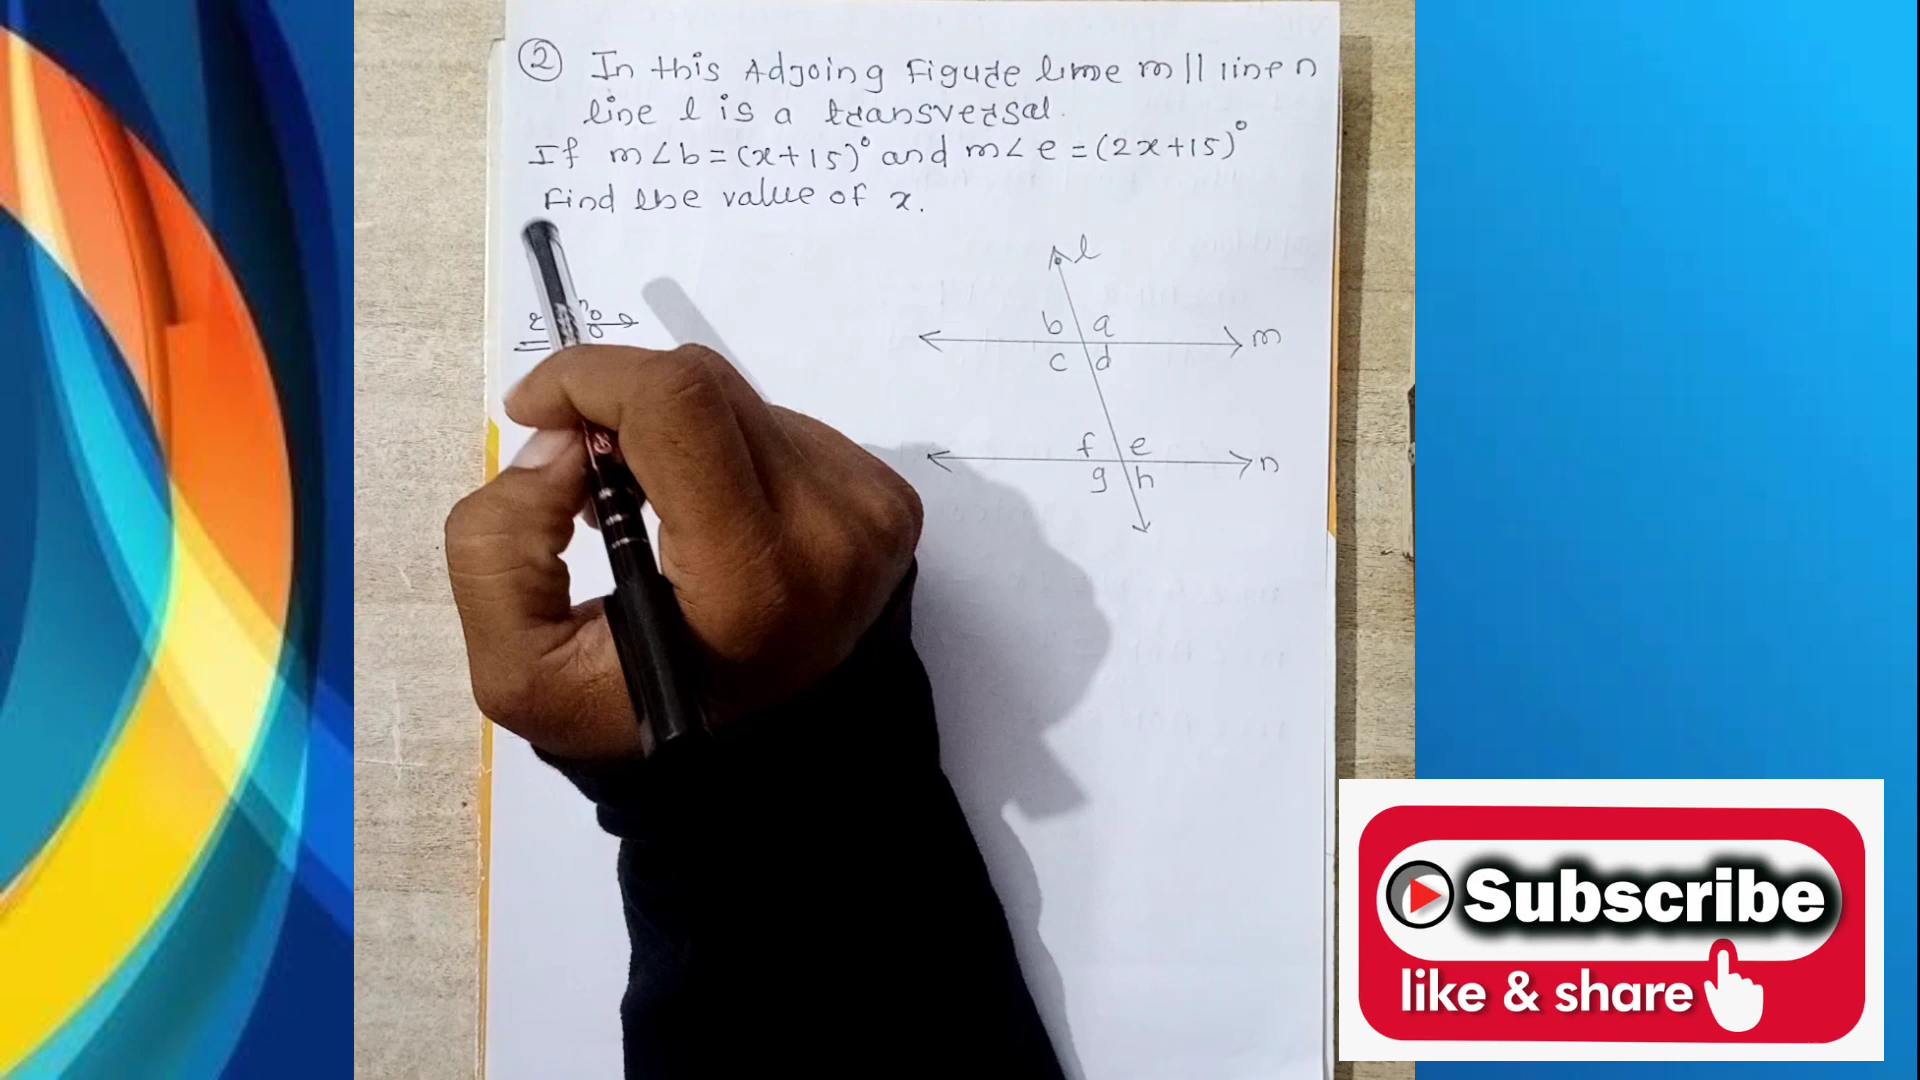 2 In this Adjoing Figure line m || line n
line l is a transversal.
If m∠b = (x+15)° and m∠e = (2x+15)°
Find the value of x.
l
b a
m
c d
f e
n
g h
Subscribe
like & share